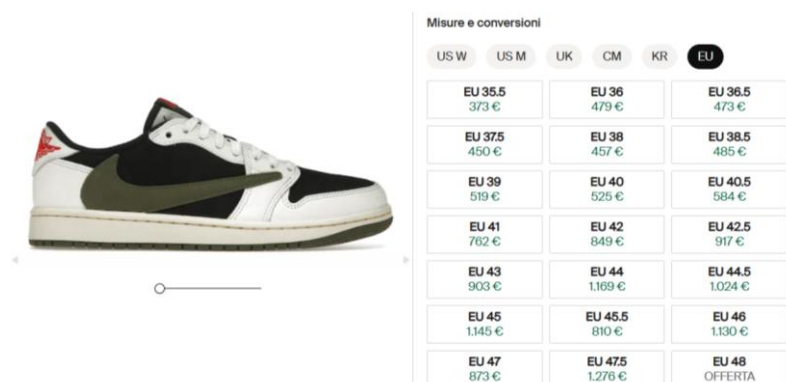 Misure e conversioni
US W US M UK CM KR EU
EU 35.5 EU 36 EU 36.5
373 € 479 € 473 €
EU 37.5 EU 38 EU 38.5
450 € 457 € 485 €
EU 39 EU 40 EU 40.5
519 € 525 € 584 €
EU 41 EU 42 EU 42.5
762 € 849 € 917 €
EU 43 EU 44 EU 44.5
903 € 1.169 € 1.024 €
EU 45 EU 45.5 EU 46
1.145 € 810 € 1.130 €
EU 47 EU 47.5 EU 48
873 € 1.276 € OFFERTA